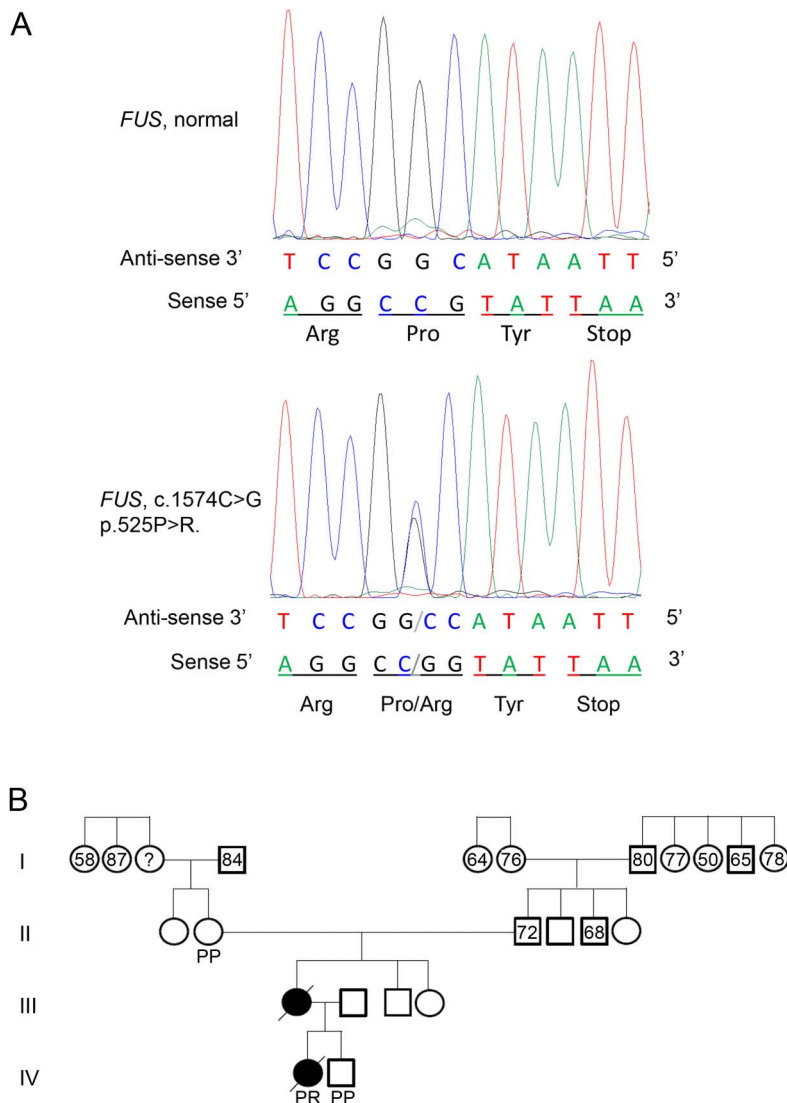 A
FUS, normal
Anti-sense 3’ T C C G G C A T A A T T 5’
Sense 5’ A G G C C G T A T T A A 3’
Arg Pro Tyr Stop
FUS, c.1574C>G
p.525P>R.
Anti-sense 3’ T C C G G/C C A T A A T T 5’
Sense 5’ A G G C C/G G T A T T A A 3’
Arg Pro/Arg Tyr Stop
B
I 58 87 ? 84 64 76 80 77 50 65 78
II 72 68
PP
III
IV
PR PP